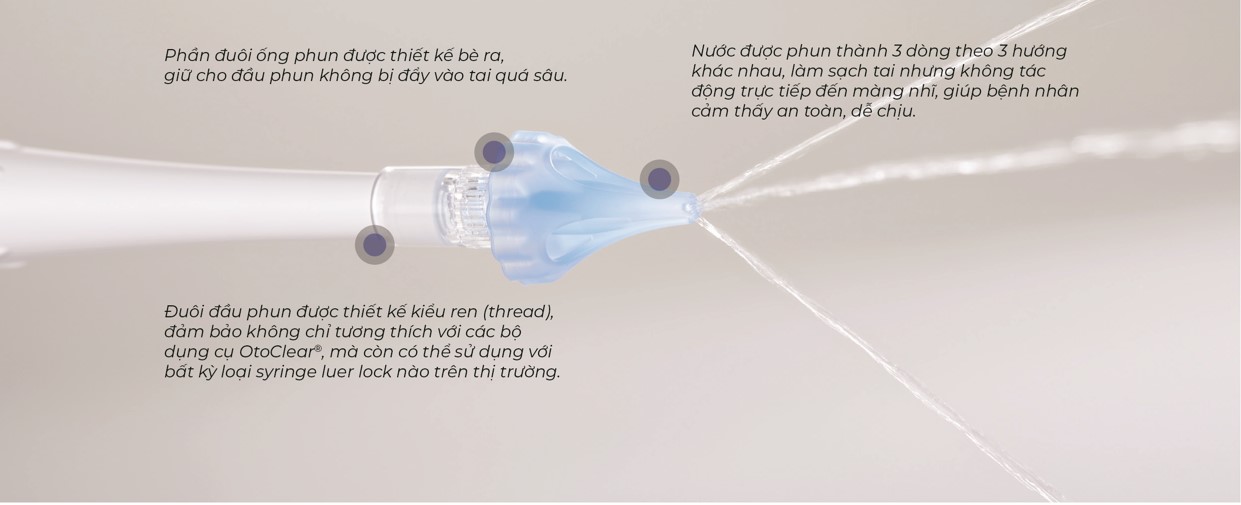 Phần đuôi ống phun được thiết kế bè ra,
giữ cho đầu phun không bị đẩy vào tai quá sâu.
Nước được phun thành 3 dòng theo 3 hướng
khác nhau, làm sạch tai nhưng không tác
động trực tiếp đến màng nhĩ, giúp bệnh nhân
cảm thấy an toàn, dễ chịu.
Đuôi đầu phun được thiết kế kiểu ren (thread),
đảm bảo không chỉ tương thích với các bộ
dụng cụ OtoClear®, mà còn có thể sử dụng với
bất kỳ loại syringe luer lock nào trên thị trường.